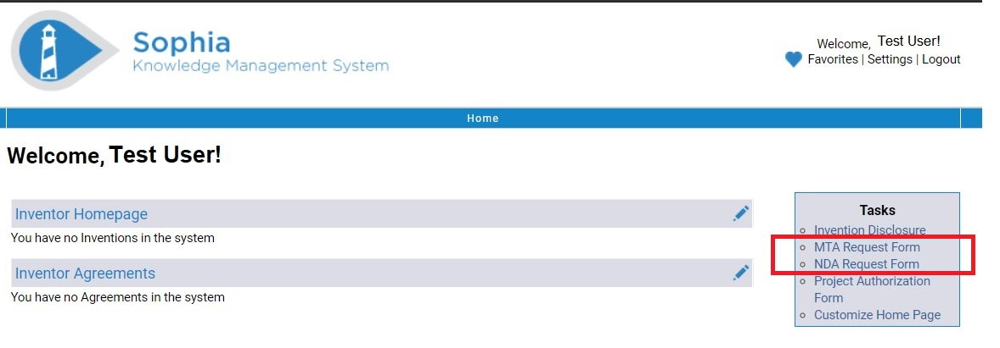 Sophia
Knowledge Management System
Welcome, Test User!
Favorites | Settings | Logout
Home
Welcome, Test User!
Inventor Homepage
You have no Inventions in the system
Inventor Agreements
You have no Agreements in the system
Tasks
Invention Disclosure
MTA Request Form
NDA Request Form
Project Authorization
Form
Customize Home Page